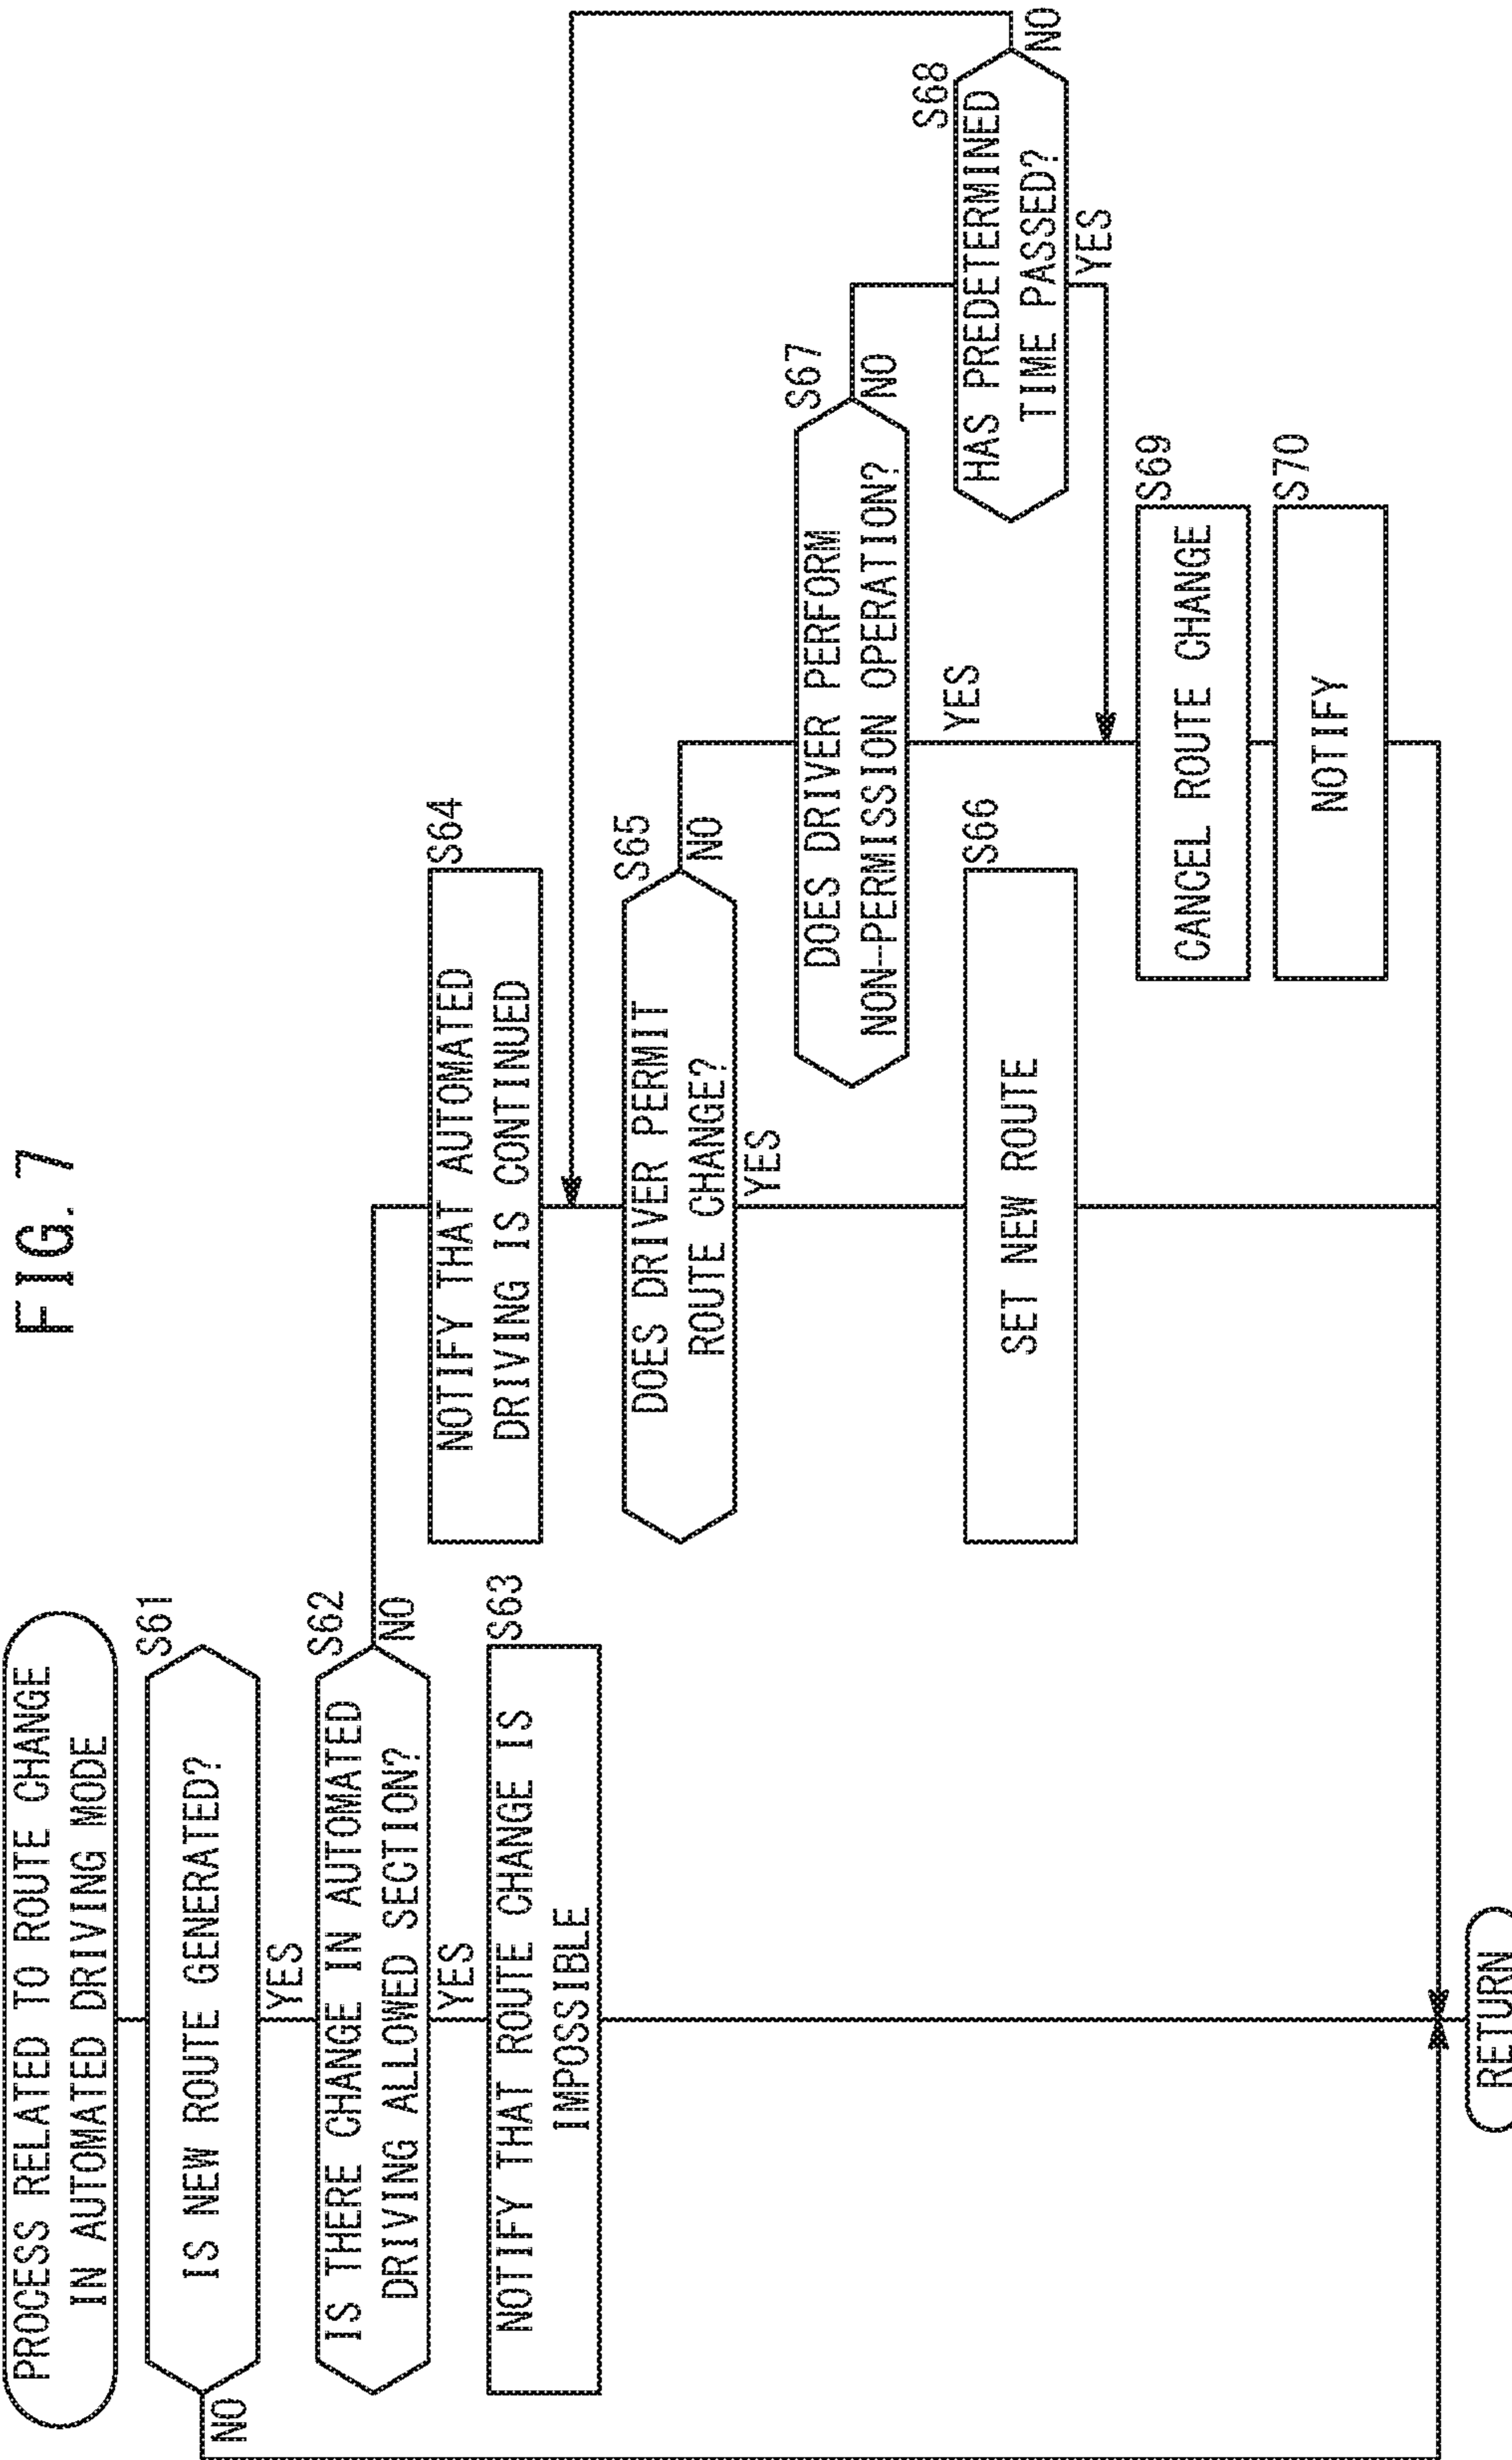 FIG. 7
PROCESS RELATED TO ROUTE CHANGE
IN AUTOMATED DRIVING MODE
S61
IS NEW ROUTE GENERATED?
NO
YES
S62
IS THERE CHANGE IN AUTOMATED
DRIVING ALLOWED SECTION?
NO
YES
S63
NOTIFY THAT ROUTE CHANGE IS
IMPOSSIBLE
S64
NOTIFY THAT AUTOMATED
DRIVING IS CONTINUED
S65
DOES DRIVER PERMIT
ROUTE CHANGE?
NO
YES
S66
SET NEW ROUTE
S67
DOES DRIVER PERFORM
NON-PERMISSION OPERATION?
NO
YES
S68
HAS PREDETERMINED
TIME PASSED?
NO
YES
S69
CANCEL ROUTE CHANGE
S70
NOTIFY
RETURN